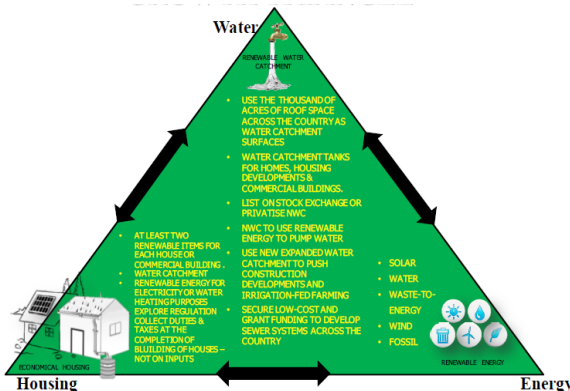 Water
RENEWABLE WATER
CATCHMENT
• USE THE THOUSAND OF
ACRES OF ROOF SPACE
ACROSS THE COUNTRY AS
WATER CATCHMENT
SURFACES
• WATER CATCHMENT TANKS
FOR HOMES, HOUSING
DEVELOPMENTS &
COMMERCIAL BUILDINGS.
• LIST ON STOCK EXCHANGE OR
PRIVATISE NWC
• NWC TO USE RENEWABLE
ENERGY TO PUMP WATER
• USE NEW EXPANDED WATER
CATCHMENT TO PUSH
CONSTRUCTION
DEVELOPMENTS AND
IRRIGATION-FED FARMING
• SECURE LOW-COST AND
GRANT FUNDING TO DEVELOP
SEWER SYSTEMS ACROSS THE
COUNTRY
• AT LEAST TWO
RENEWABLE ITEMS FOR
EACH HOUSE OR
COMMERCIAL BUILDING .
• WATER CATCHMENT
• RENEWABLE ENERGY FOR
ELECTRICITY OR WATER
HEATING PURPOSES
EXPLORE REGULATION
COLLECT DUTIES &
TAXES AT THE
COMPLETION OF
BLUILDING OF HOUSES –
NOT ON INPUTS
• SOLAR
• WATER
• WASTE-TO-
ENERGY
• WIND
• FOSSIL
ECONOMICAL HOUSING
RENEWABLE ENERGY
Housing
Energy